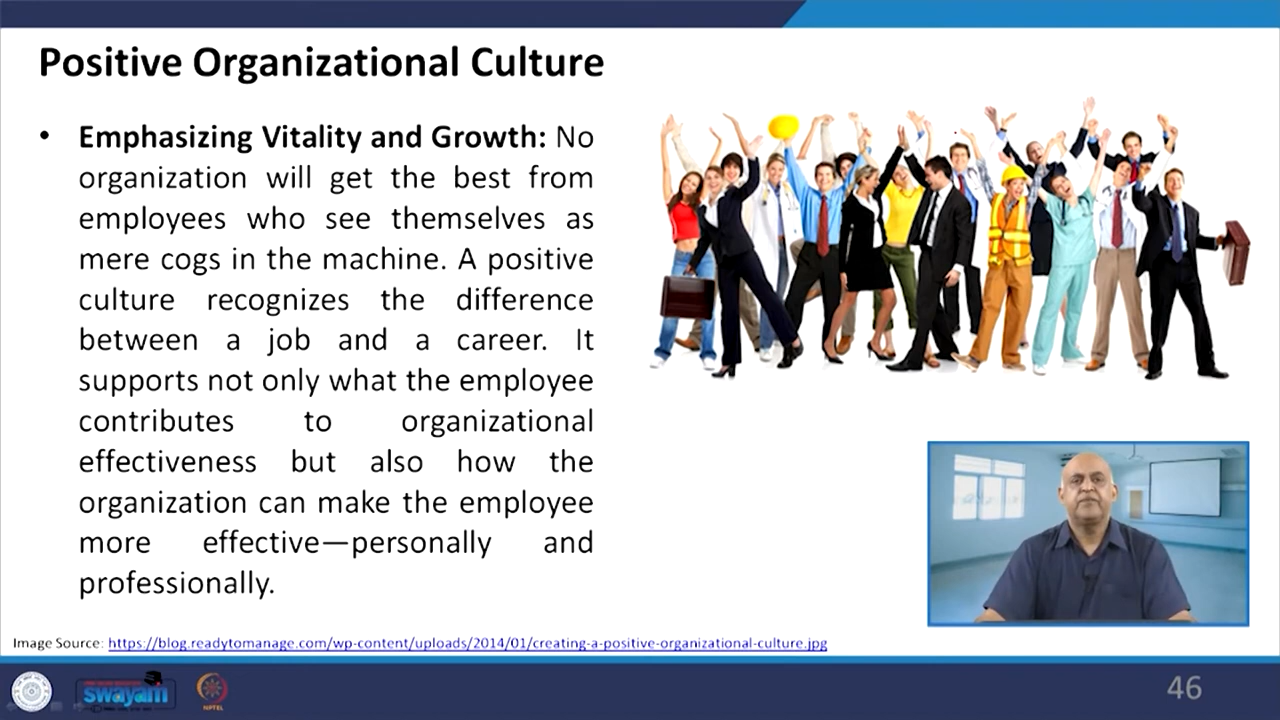 Positive Organizational Culture
• Emphasizing Vitality and Growth: No
organization will get the best from
employees who see themselves as
mere cogs in the machine. A positive
culture recognizes the difference
between a job and a career. It
supports not only what the employee
contributes to organizational
effectiveness but also how the
organization can make the employee
more effective—personally and
professionally.
Image Source: https://blog.readytomanage.com/wp-content/uploads/2014/01/creating-a-positive-organizational-culture.jpg
swayam
NPTEL
46